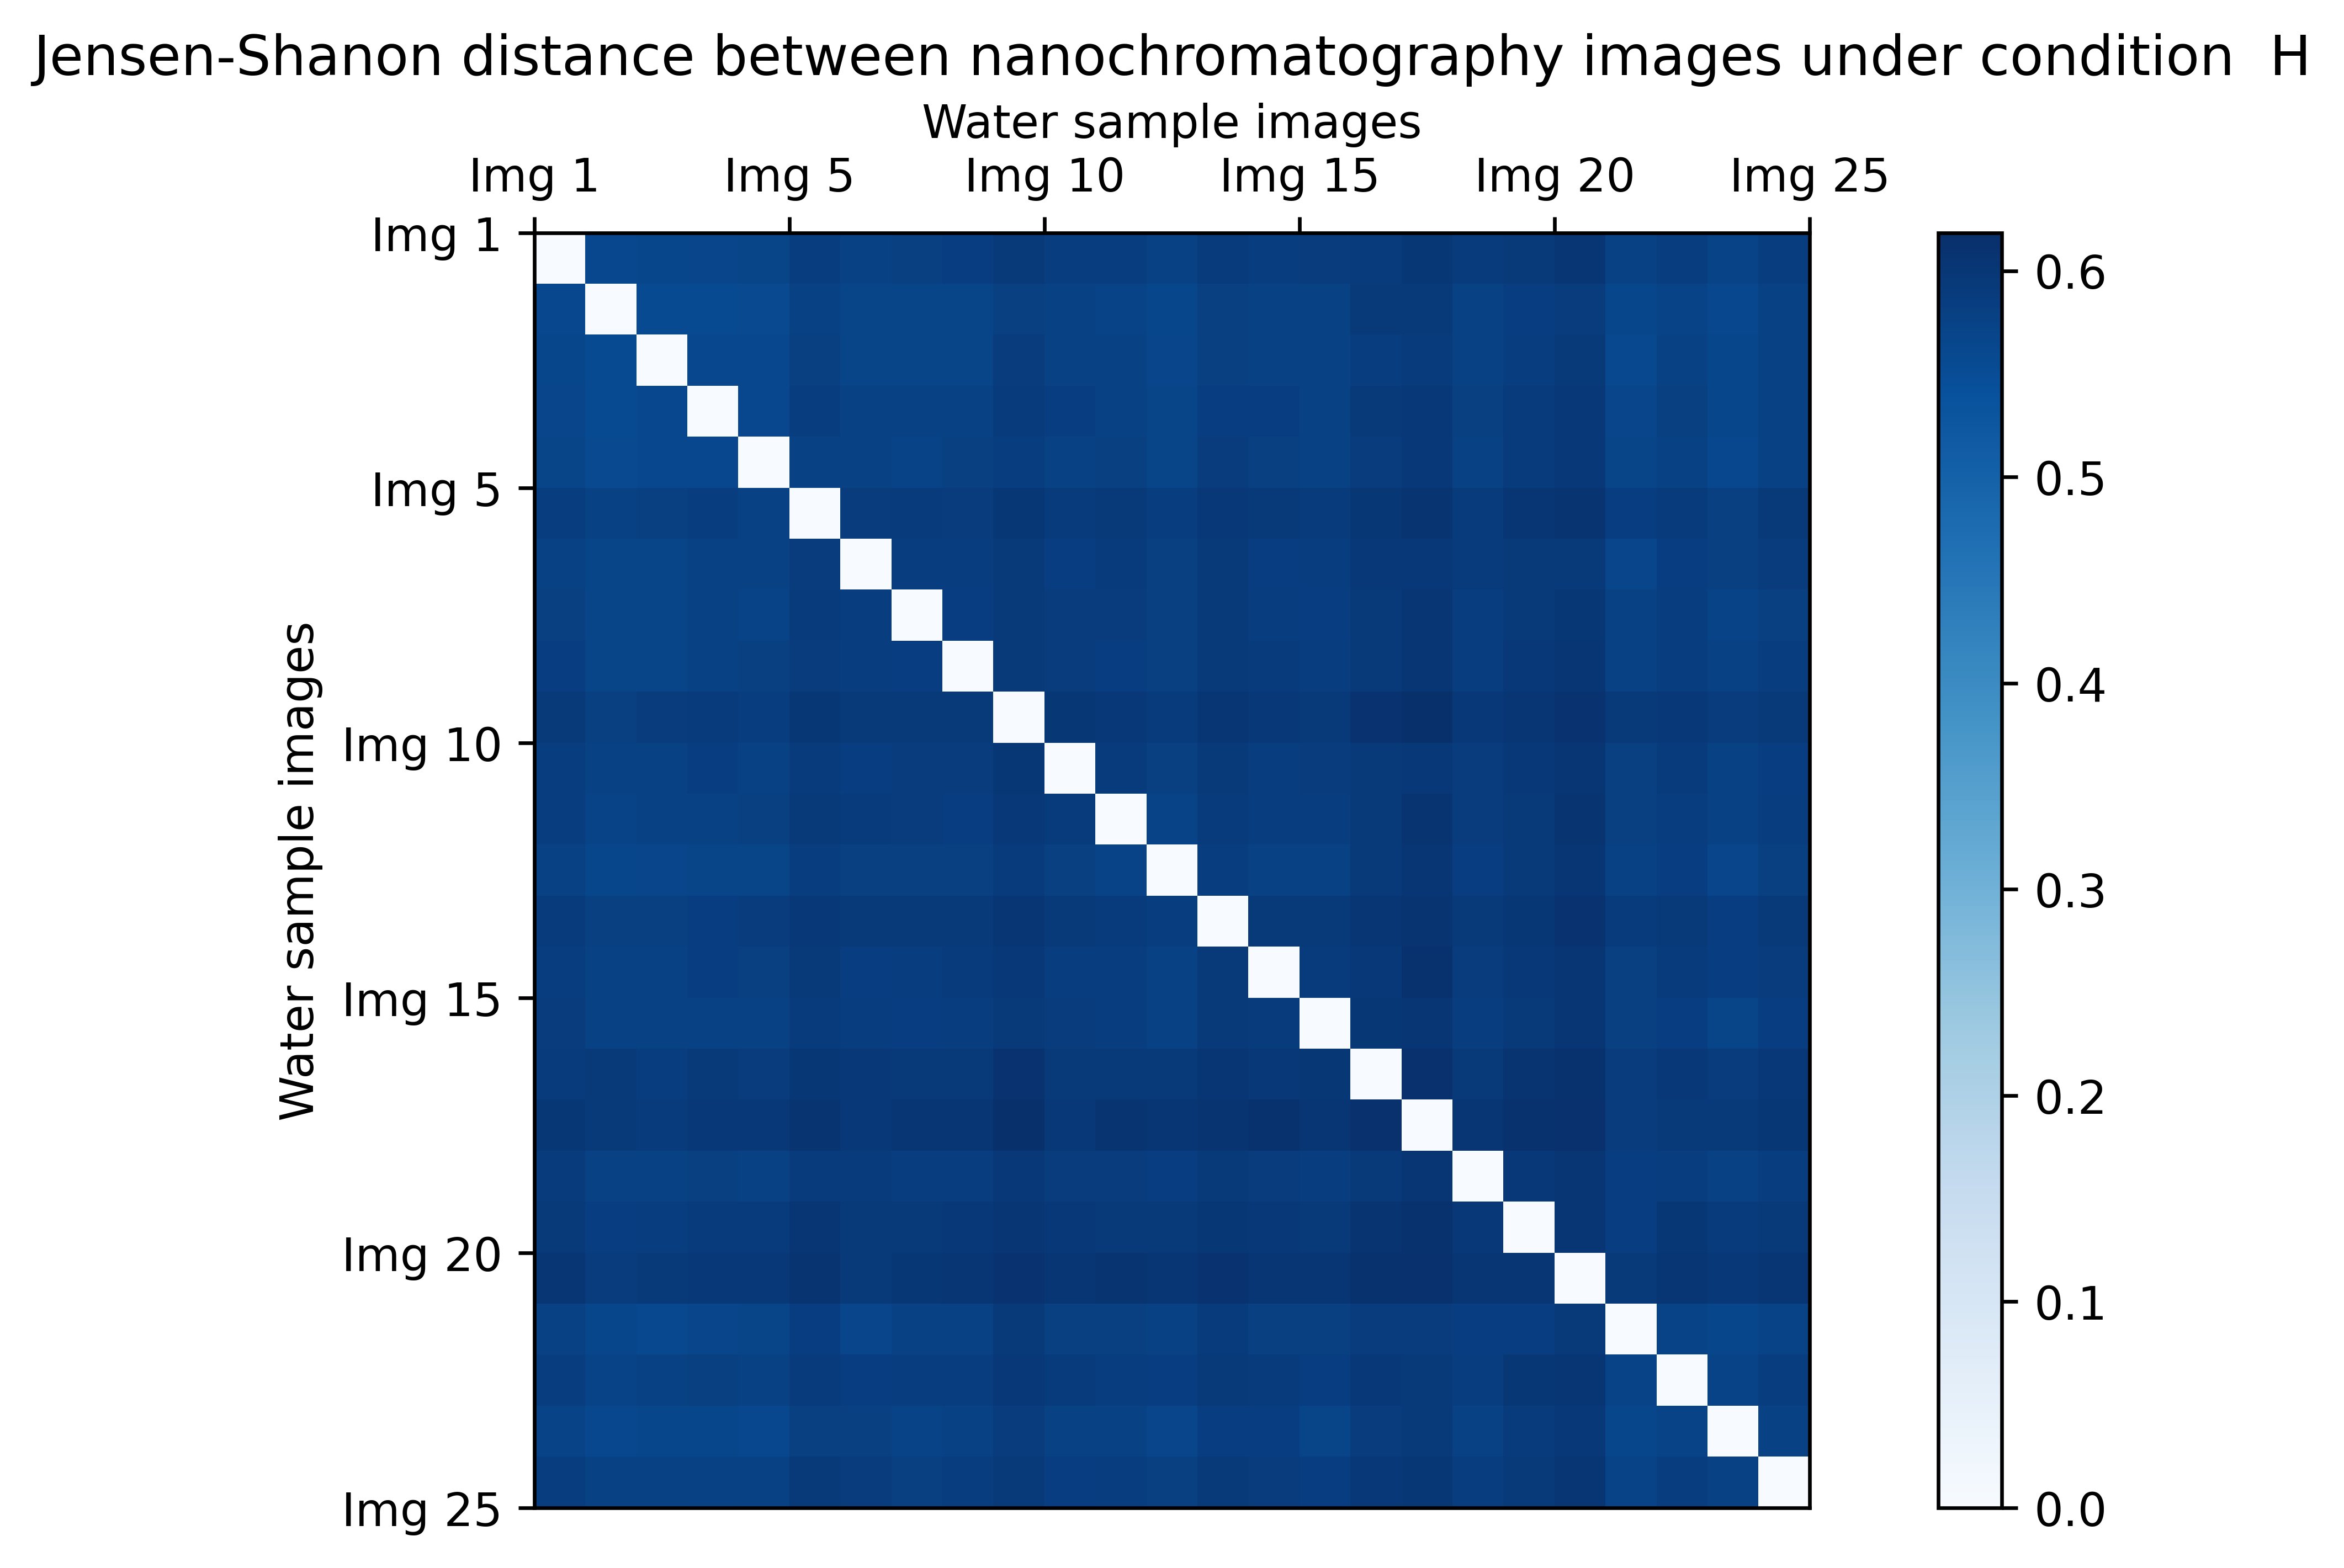 Jensen-Shanon distance between nanochromatography images under condition  H
Water sample images
Img 1 Img 5 Img 10 Img 15 Img 20 Img 25
Img 1
Img 5
Img 10
Img 15
Img 20
Img 25
Water sample images
0.6
0.5
0.4
0.3
0.2
0.1
0.0